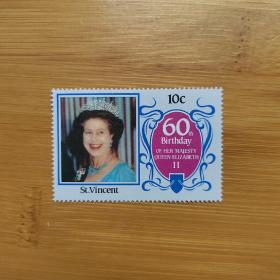 10c
60th
Birthday
OF HER MAJESTY
QUEEN ELIZABETH
II
St.Vincent